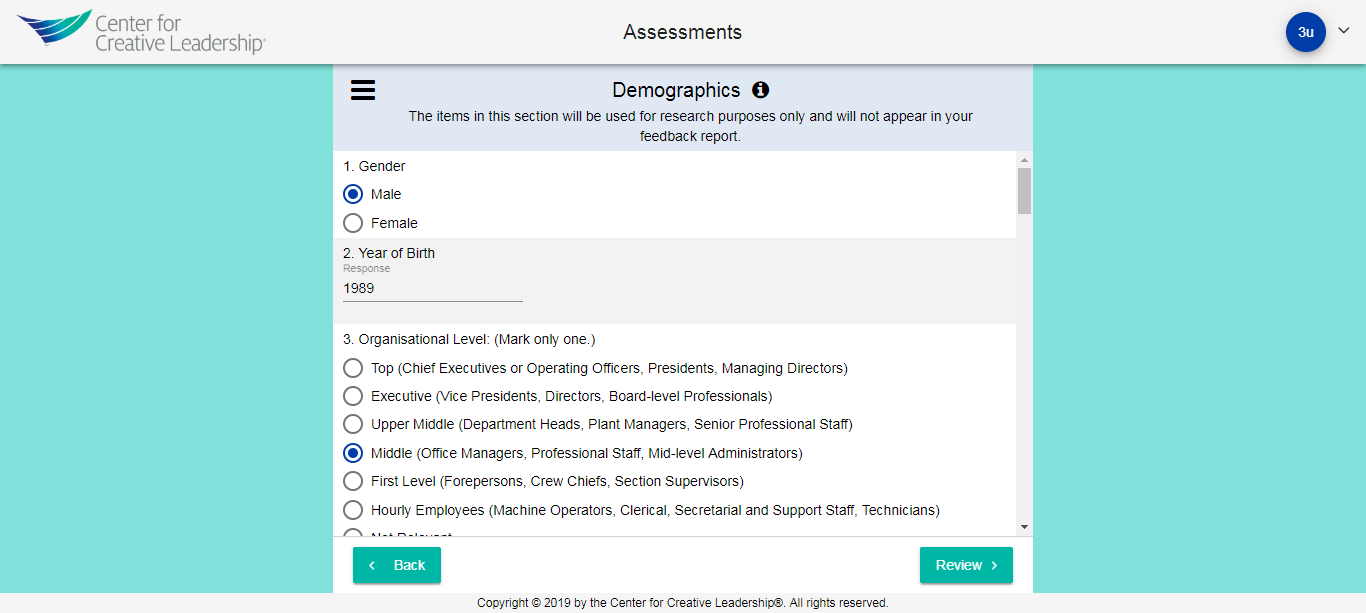 Center for
Creative Leadership®
Assessments
3u
Demographics
The items in this section will be used for research purposes only and will not appear in your
feedback report.
1. Gender
Male
Female
2. Year of Birth
Response
1989
3. Organisational Level: (Mark only one.)
Top (Chief Executives or Operating Officers, Presidents, Managing Directors)
Executive (Vice Presidents, Directors, Board-level Professionals)
Upper Middle (Department Heads, Plant Managers, Senior Professional Staff)
Middle (Office Managers, Professional Staff, Mid-level Administrators)
First Level (Forepersons, Crew Chiefs, Section Supervisors)
Hourly Employees (Machine Operators, Clerical, Secretarial and Support Staff, Technicians)
Not Relevant
Back
Review
Copyright © 2019 by the Center for Creative Leadership®. All rights reserved.